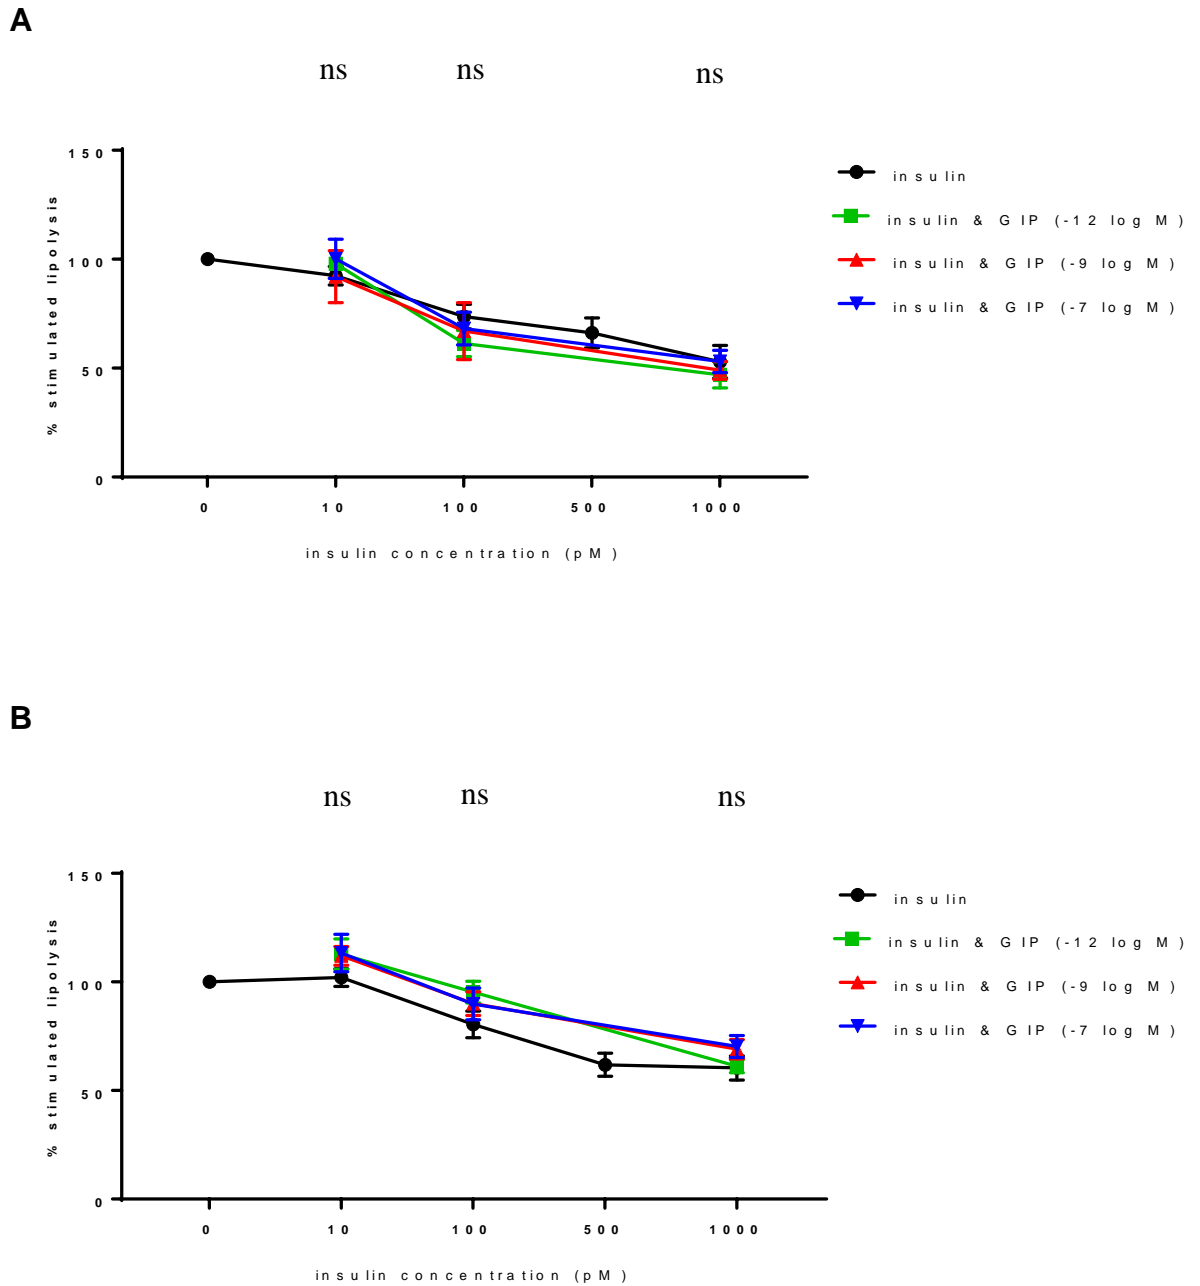 A
ns ns ns
150
100
50
0
% stimulated lipolysis
0 10 100 500 1000
insulin concentration (pM)
insulin
insulin & GIP (-12 log M)
insulin & GIP (-9 log M)
insulin & GIP (-7 log M)
B
ns ns ns
150
100
50
0
% stimulated lipolysis
0 10 100 500 1000
insulin concentration (pM)
insulin
insulin & GIP (-12 log M)
insulin & GIP (-9 log M)
insulin & GIP (-7 log M)